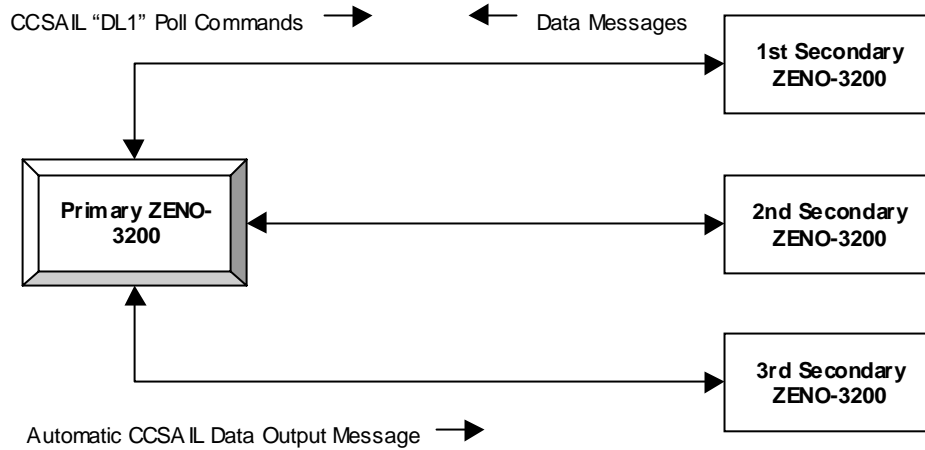 CCSAIL “DL1” Poll Commands
Data Messages
1st Secondary
ZENO-3200
Primary ZENO-
3200
2nd Secondary
ZENO-3200
3rd Secondary
ZENO-3200
Automatic CCSAIL Data Output Message